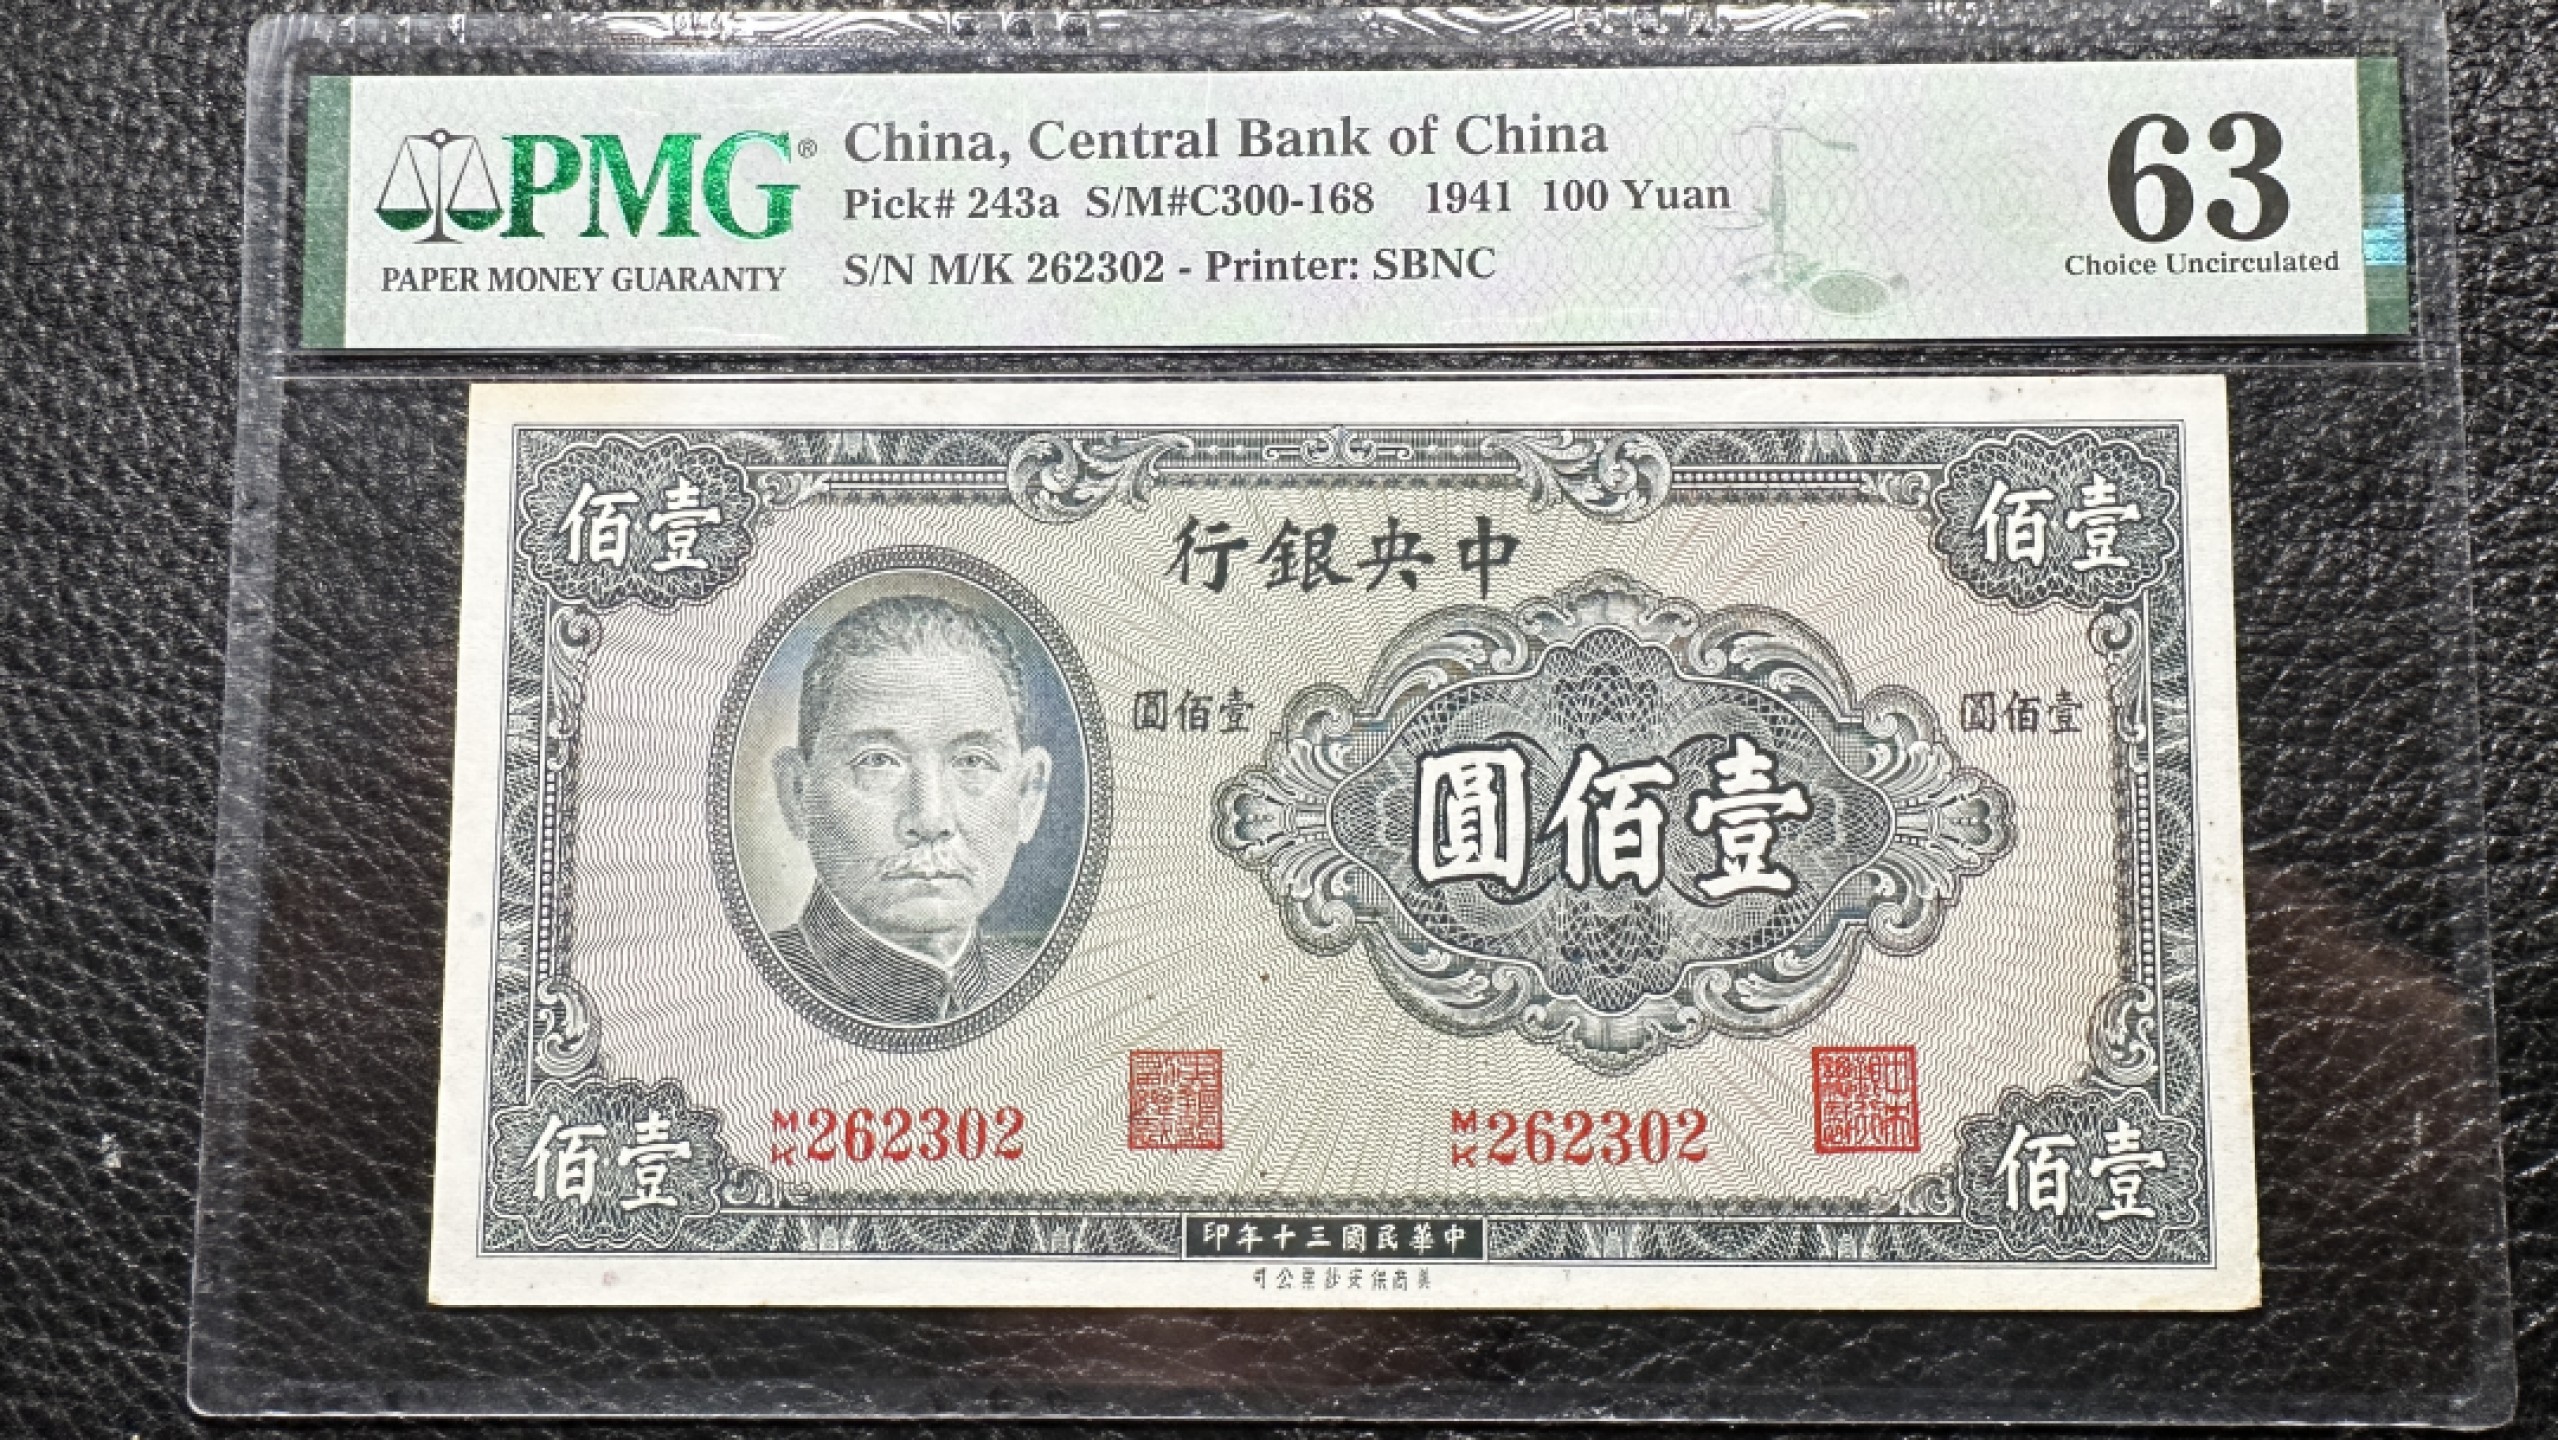 PMG®
PAPER MONEY GUARANTY
China, Central Bank of China
Pick# 243a S/M#C300-168 1941 100 Yuan
S/N M/K 262302 - Printer: SBNC
63
Choice Uncirculated
佰壹
佰壹
行銀央中
圓佰壹
圓佰壹
圓佰壹
M/K 262302
M/K 262302
佰壹
佰壹
印年十三國民華中
司公票鈔安保商美